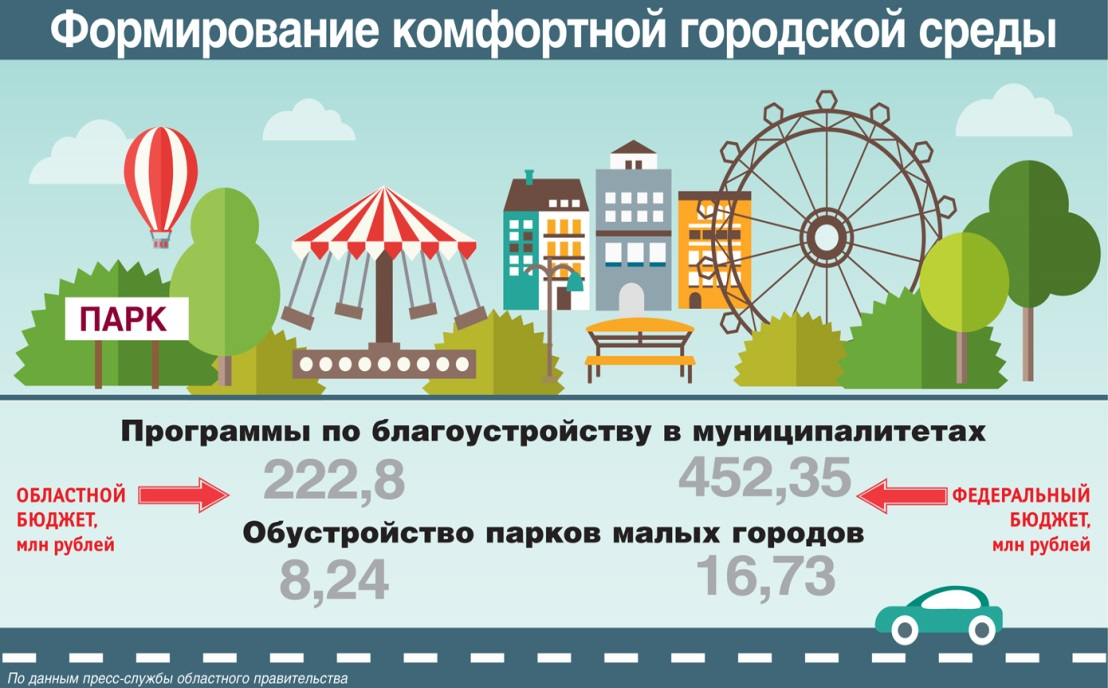 Формирование комфортной городской среды
ПАРК
Программы по благоустройству в муниципалитетах
ОБЛАСТНОЙ
БЮДЖЕТ,
млн рублей
222,8
452,35
ФЕДЕРАЛЬНЫЙ
БЮДЖЕТ,
млн рублей
Обустройство парков малых городов
8,24
16,73
По данным пресс-службы областного правительства